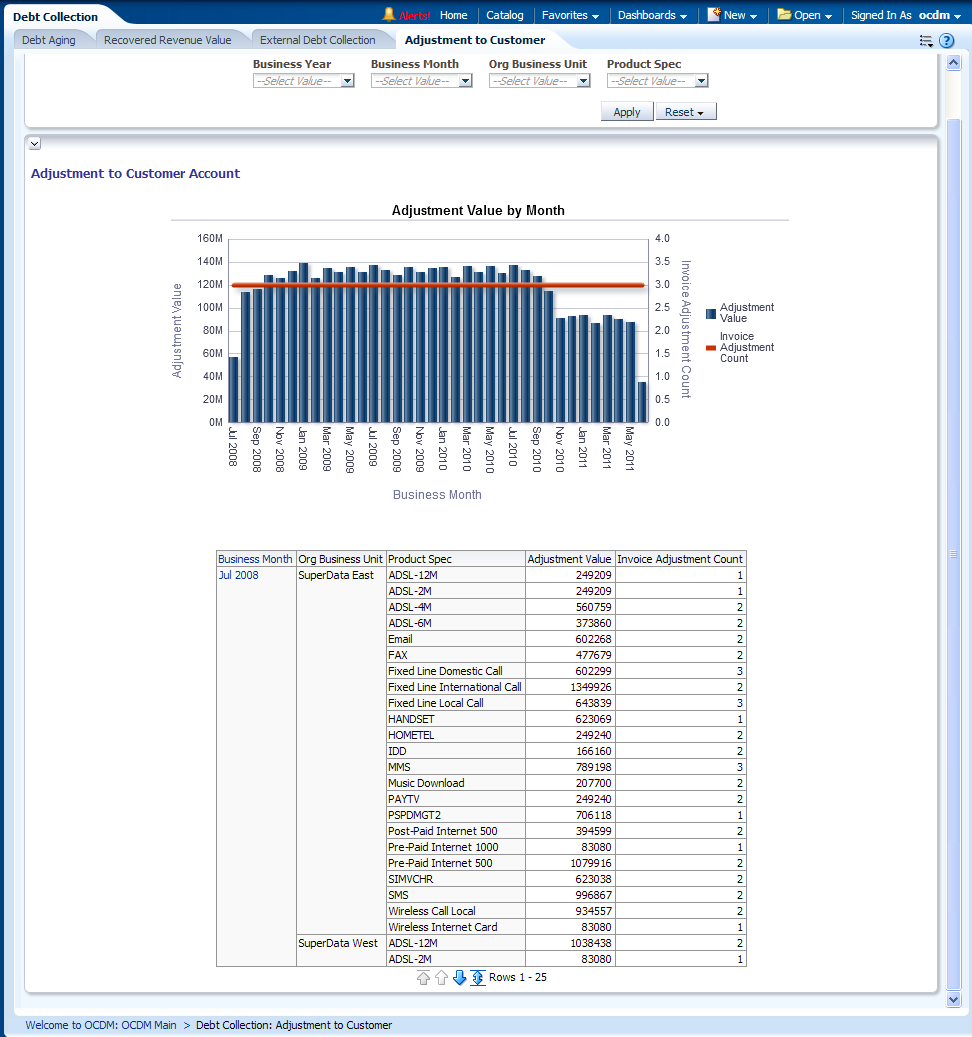 Debt Collection
Alerts! Home Catalog Favorites Dashboards New Open Signed In As ocdm
Debt Aging Recovered Revenue Value External Debt Collection Adjustment to Customer
Business Year Business Month Org Business Unit Product Spec
--Select Value-- --Select Value-- --Select Value-- --Select Value--
Apply Reset
Adjustment to Customer Account
Adjustment Value by Month
160M 4.0
140M 3.5
120M 3.0
100M 2.5
80M 2.0
60M 1.5
40M 1.0
20M 0.5
0M 0.0
Adjustment Value
Invoice Adjustment Count
Adjustment
Value
Invoice
Adjustment
Count
Jul 2008 Sep 2008 Nov 2008 Jan 2009 Mar 2009 May 2009 Jul 2009 Sep 2009 Nov 2009 Jan 2010 Mar 2010 May 2010 Jul 2010 Sep 2010 Nov 2010 Jan 2011 Mar 2011 May 2011
Business Month
Business Month Org Business Unit Product Spec Adjustment Value Invoice Adjustment Count
Jul 2008 SuperData East ADSL-12M 249209 1
ADSL-2M 249209 1
ADSL-4M 560759 2
ADSL-6M 373860 2
Email 602268 2
FAX 477679 2
Fixed Line Domestic Call 602299 3
Fixed Line International Call 1349926 2
Fixed Line Local Call 643839 3
HANDSET 623069 1
HOMETEL 249240 2
IDD 166160 2
MMS 789198 3
Music Download 207700 2
PAYTV 249240 2
PSPDMGT2 706118 1
Post-Paid Internet 500 394599 2
Pre-Paid Internet 1000 83080 1
Pre-Paid Internet 500 1079916 2
SIMVCHR 623038 2
SMS 996867 2
Wireless Call Local 934557 2
Wireless Internet Card 83080 1
SuperData West ADSL-12M 1038438 2
ADSL-2M 83080 1
Rows 1 - 25
Welcome to OCDM: OCDM Main > Debt Collection: Adjustment to Customer